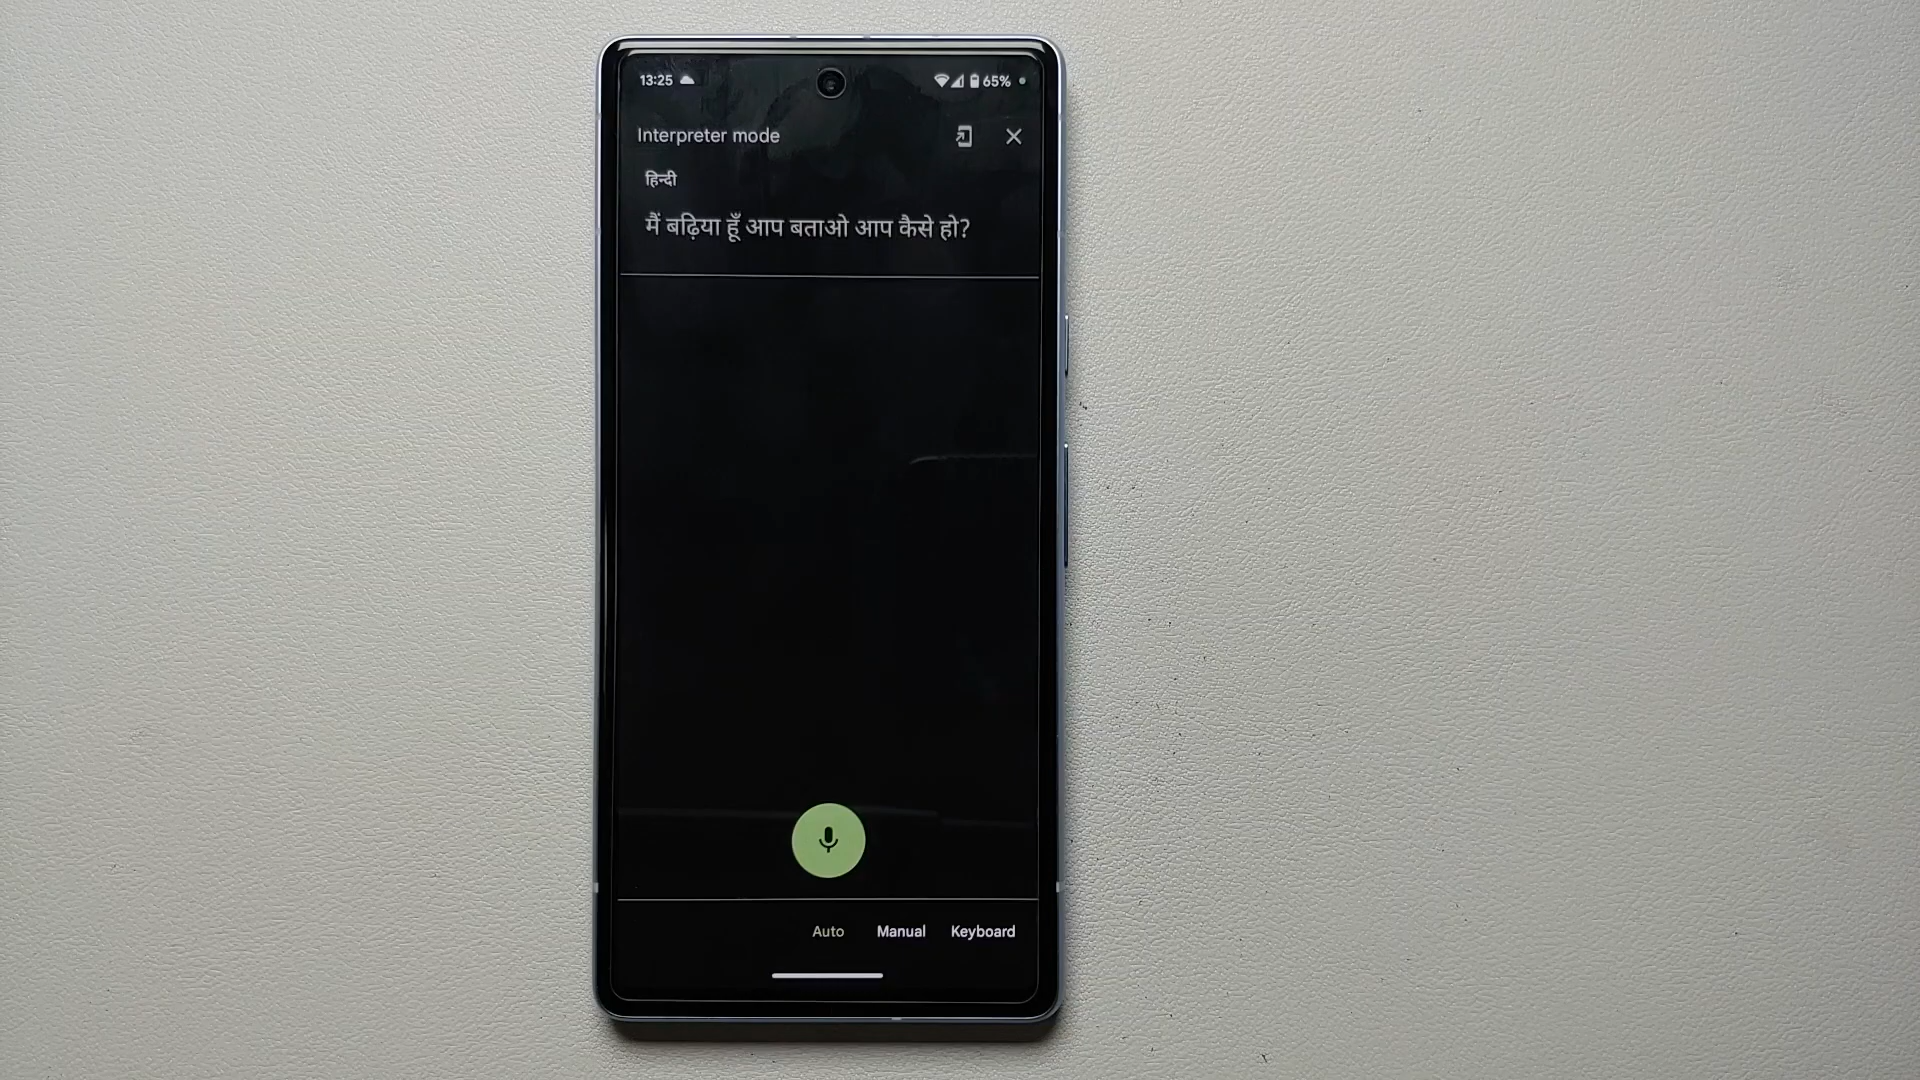 13:25 65%
Interpreter mode
हिन्दी
मैं बढ़िया हूँ आप बताओ आप कैसे हो?
Auto Manual Keyboard